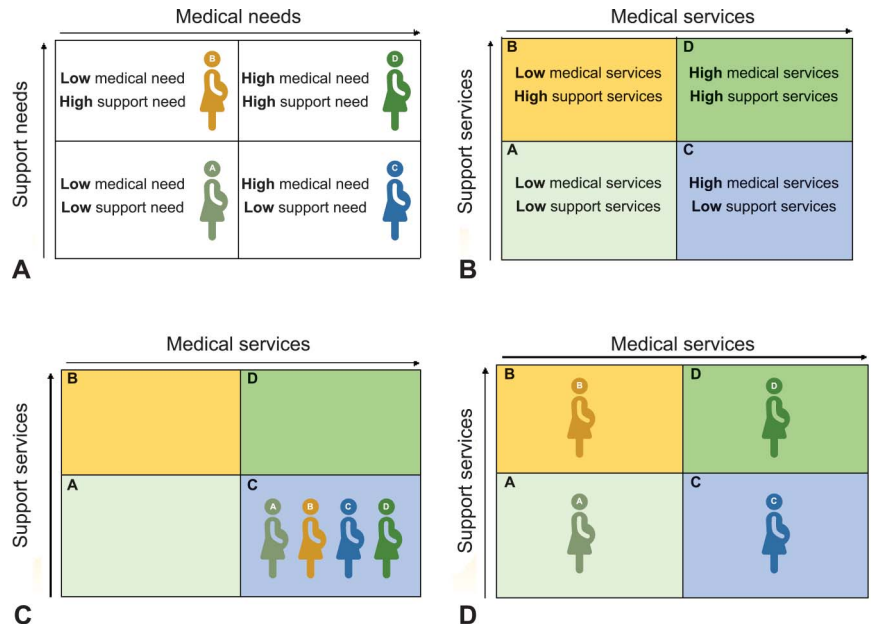 Medical needs
Support needs
B
D
Low medical need
High support need
High medical need
High support need
A
C
Low medical need
Low support need
High medical need
Low support need
A
Medical services
Support services
B
D
Low medical services
High support services
High medical services
High support services
A
C
Low medical services
Low support services
High medical services
Low support services
B
Medical services
Support services
B
D
A
C
A B C D
C
Medical services
Support services
B
D
B
D
A
C
A
C
D